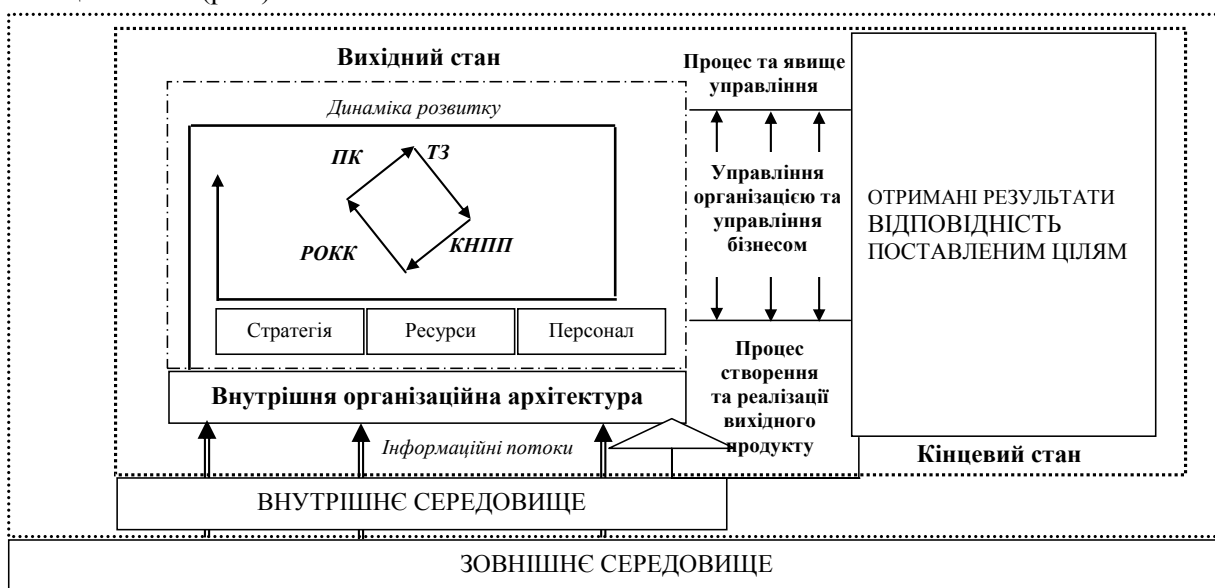 Вихідний стан
Динаміка розвитку
ПК
ТЗ
РОКК
КНПП
Стратегія
Ресурси
Персонал
Внутрішня організаційна архітектура
Інформаційні потоки
Процес та явище
управління
Управління
організацією та
управління
бізнесом
Процес
створення
та реалізації
вихідного
продукту
ОТРИМАНІ РЕЗУЛЬТАТИ
ВІДПОВІДНІСТЬ
ПОСТАВЛЕНИМ ЦІЛЯМ
Кінцевий стан
ВНУТРІШНЄ СЕРЕДОВИЩЕ
ЗОВНІШНЄ СЕРЕДОВИЩЕ